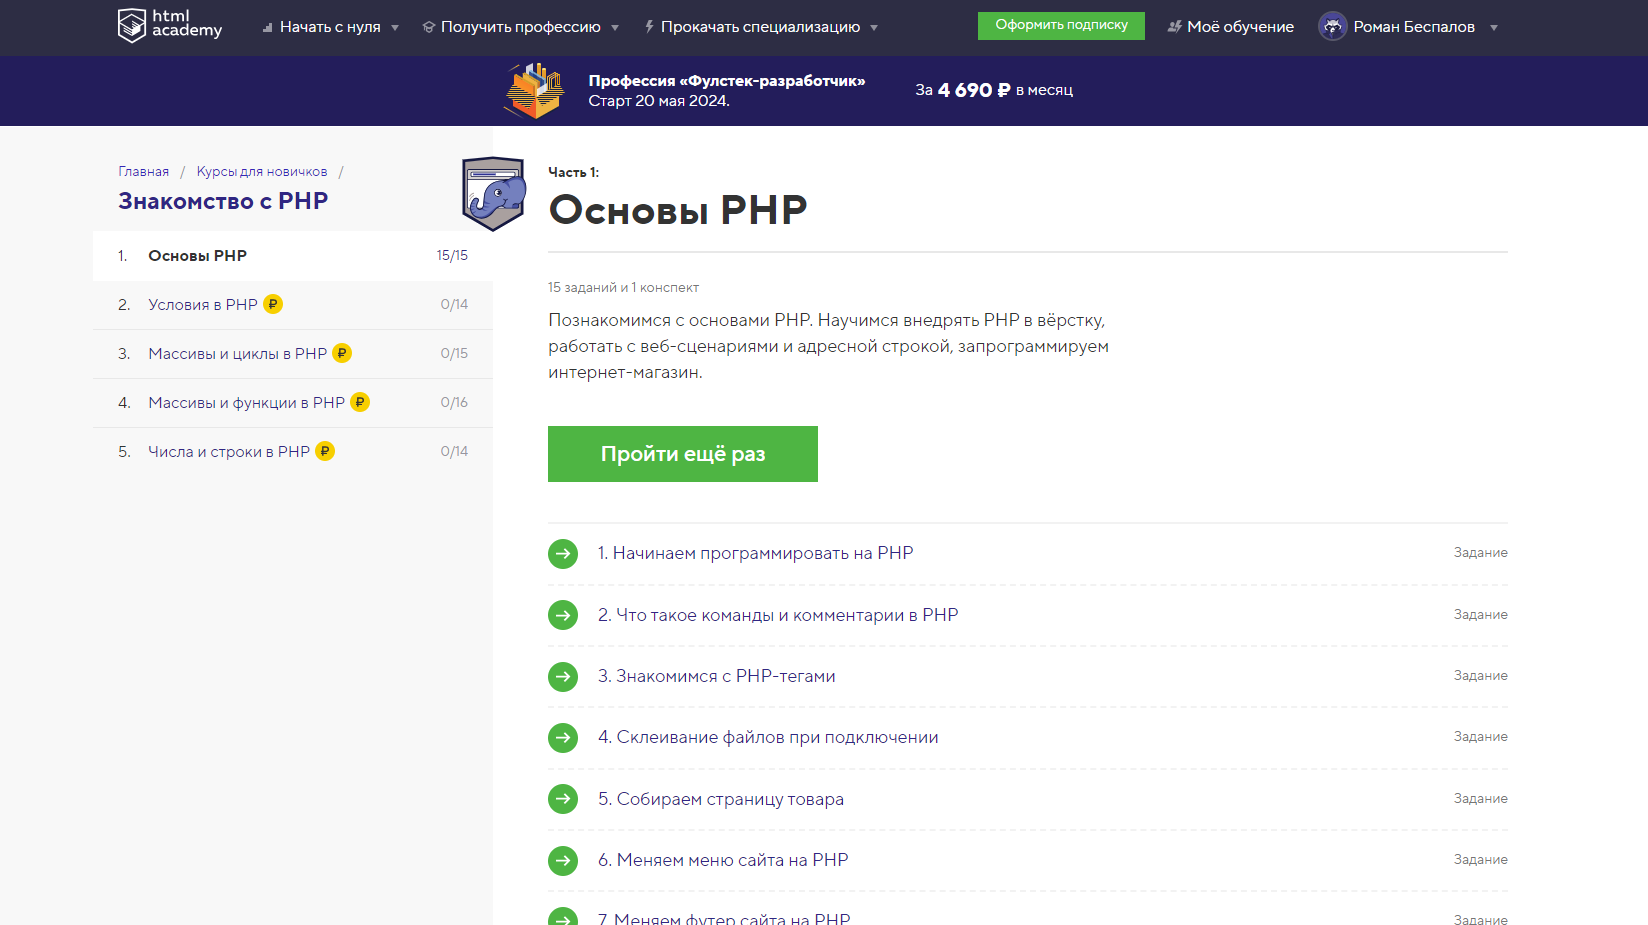 html
academy
Начать с нуля
Получить профессию
Прокачать специализацию
Оформить подписку
Моё обучение
Роман Беспалов
Профессия «Фулстек-разработчик»
Старт 20 мая 2024.
За 4 690 ₽ в месяц
Главная / Курсы для новичков /
Знакомство с PHP
1. Основы PHP 15/15
2. Условия в PHP ₽ 0/14
3. Массивы и циклы в PHP ₽ 0/15
4. Массивы и функции в PHP ₽ 0/16
5. Числа и строки в PHP ₽ 0/14
Часть 1:
Основы PHP
15 заданий и 1 конспект
Познакомимся с основами PHP. Научимся внедрять PHP в вёрстку,
работать с веб-сценариями и адресной строкой, запрограммируем
интернет-магазин.
Пройти ещё раз
1. Начинаем программировать на PHP Задание
2. Что такое команды и комментарии в PHP Задание
3. Знакомимся с PHP-тегами Задание
4. Склеивание файлов при подключении Задание
5. Собираем страницу товара Задание
6. Меняем меню сайта на PHP Задание
7. Меняем футер сайта на PHP Задание